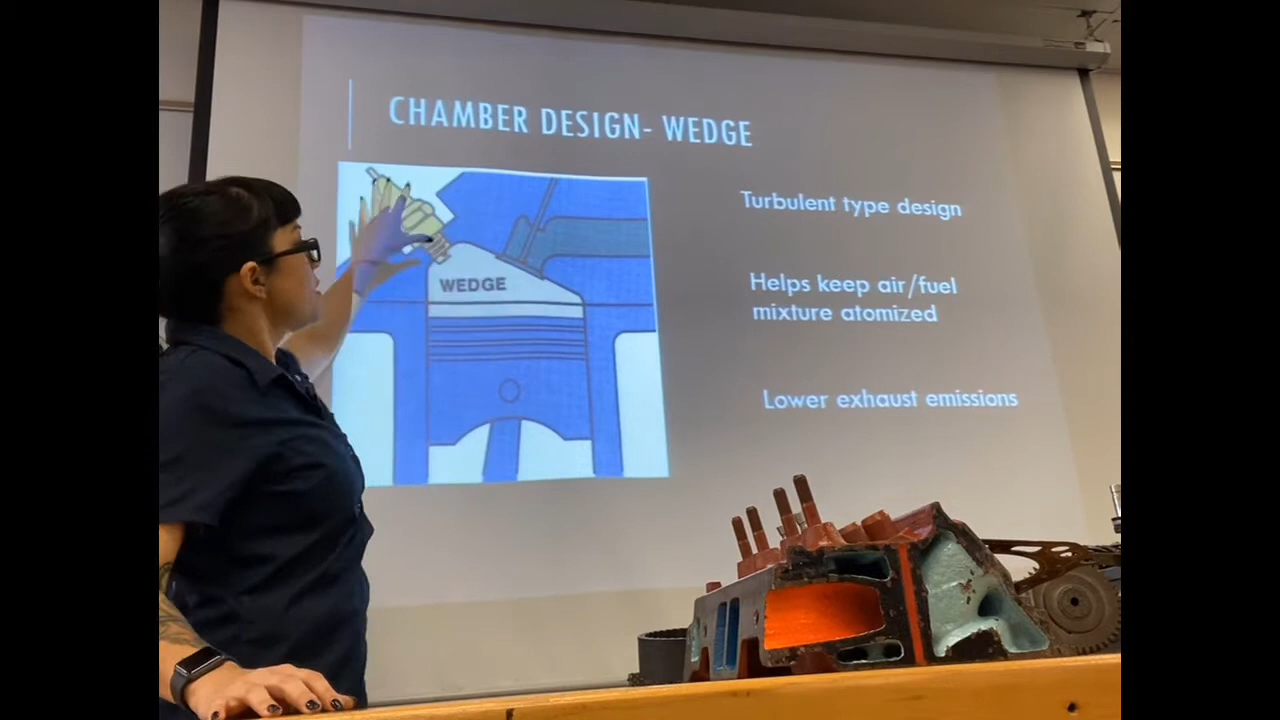 CHAMBER DESIGN- WEDGE
WEDGE
Turbulent type design
Helps keep air/fuel
mixture atomized
Lower exhaust emissions